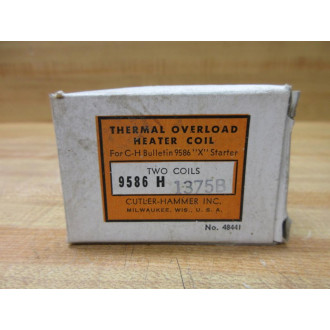 THERMAL OVERLOAD
HEATER COIL
For C-H Bulletin 9586 "X" Starter
TWO COILS
9586 H 1375B
CUTLER-HAMMER INC.
MILWAUKEE, WIS., U. S. A.
No. 48441